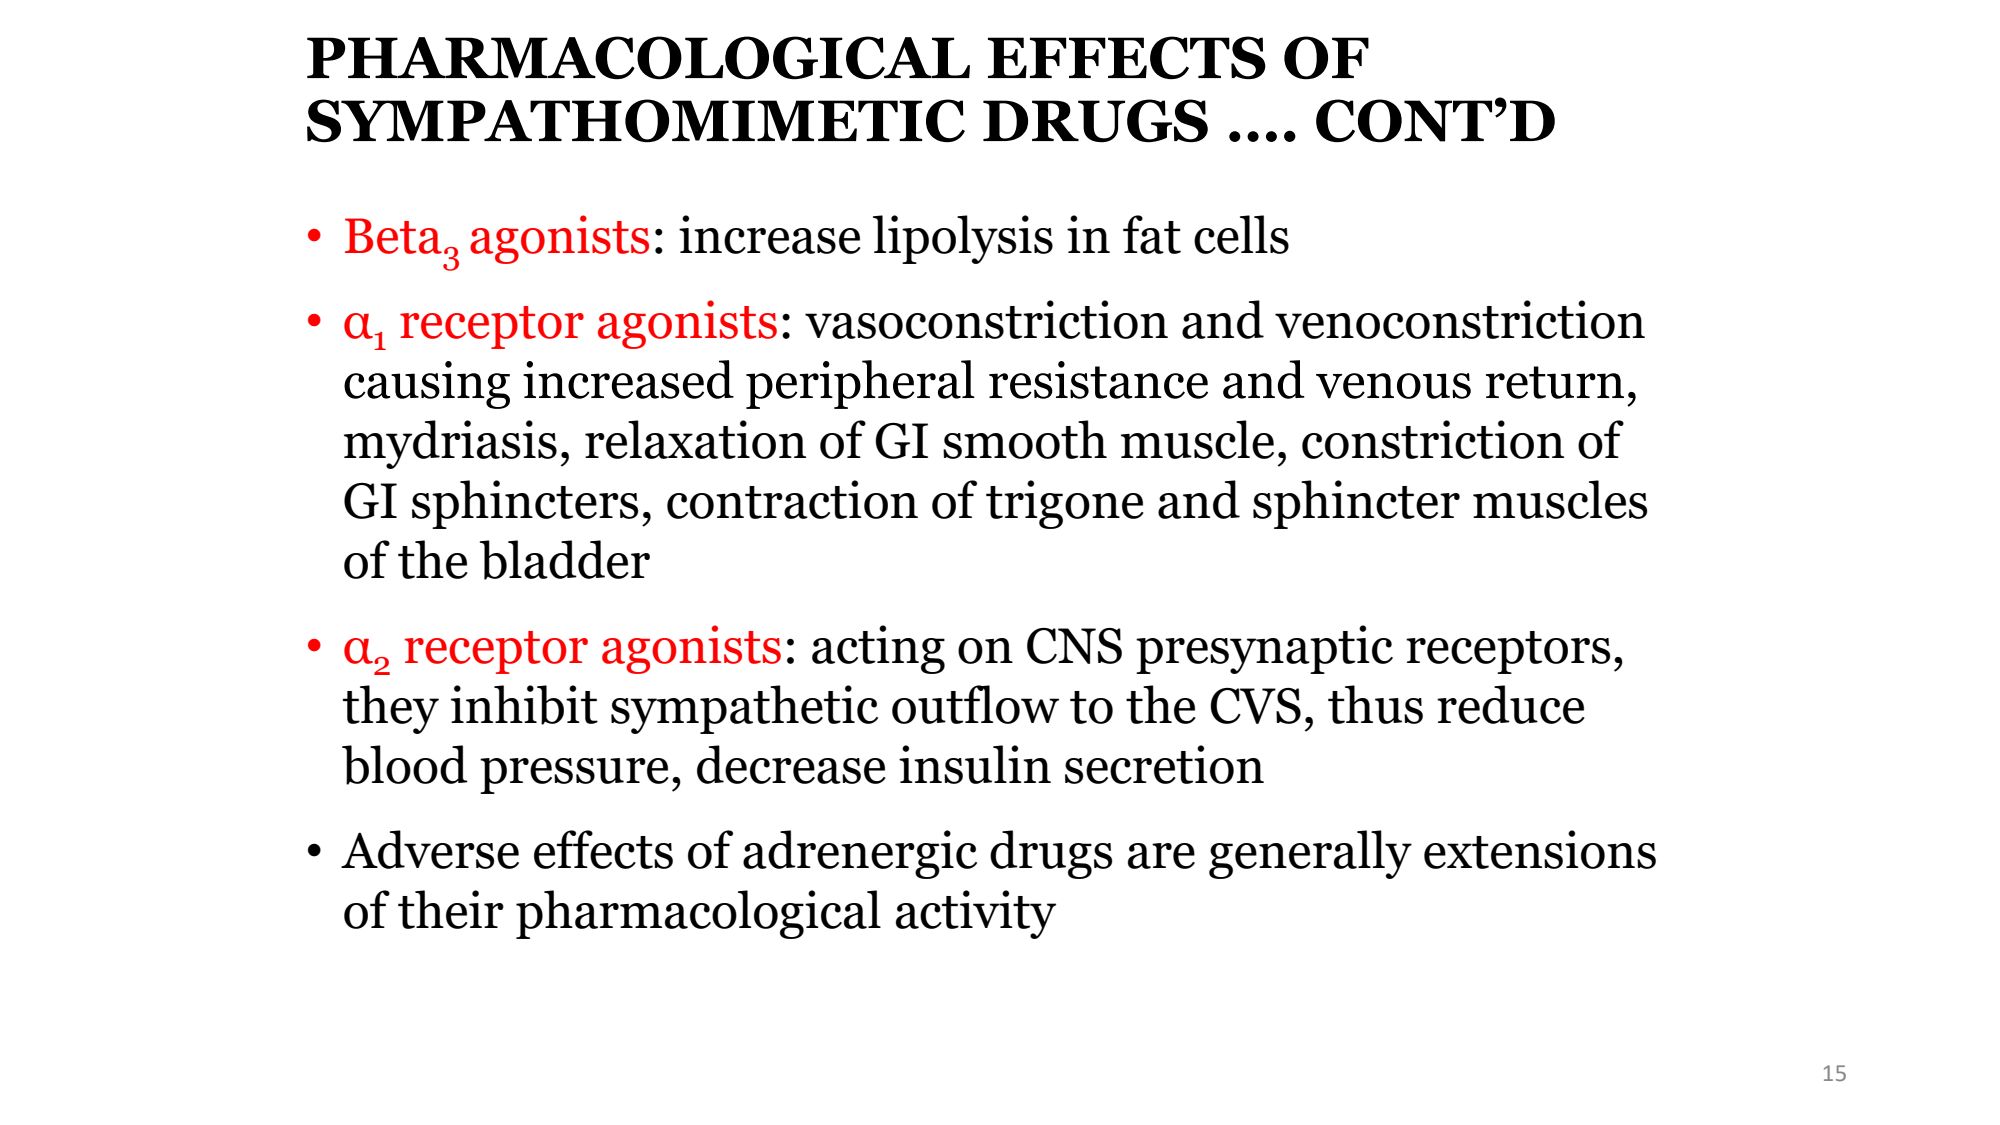 PHARMACOLOGICAL EFFECTS OF
SYMPATHOMIMETIC DRUGS .... CONT’D
• Beta₃ agonists: increase lipolysis in fat cells
• α₁ receptor agonists: vasoconstriction and venoconstriction
causing increased peripheral resistance and venous return,
mydriasis, relaxation of GI smooth muscle, constriction of
GI sphincters, contraction of trigone and sphincter muscles
of the bladder
• α₂ receptor agonists: acting on CNS presynaptic receptors,
they inhibit sympathetic outflow to the CVS, thus reduce
blood pressure, decrease insulin secretion
• Adverse effects of adrenergic drugs are generally extensions
of their pharmacological activity
15